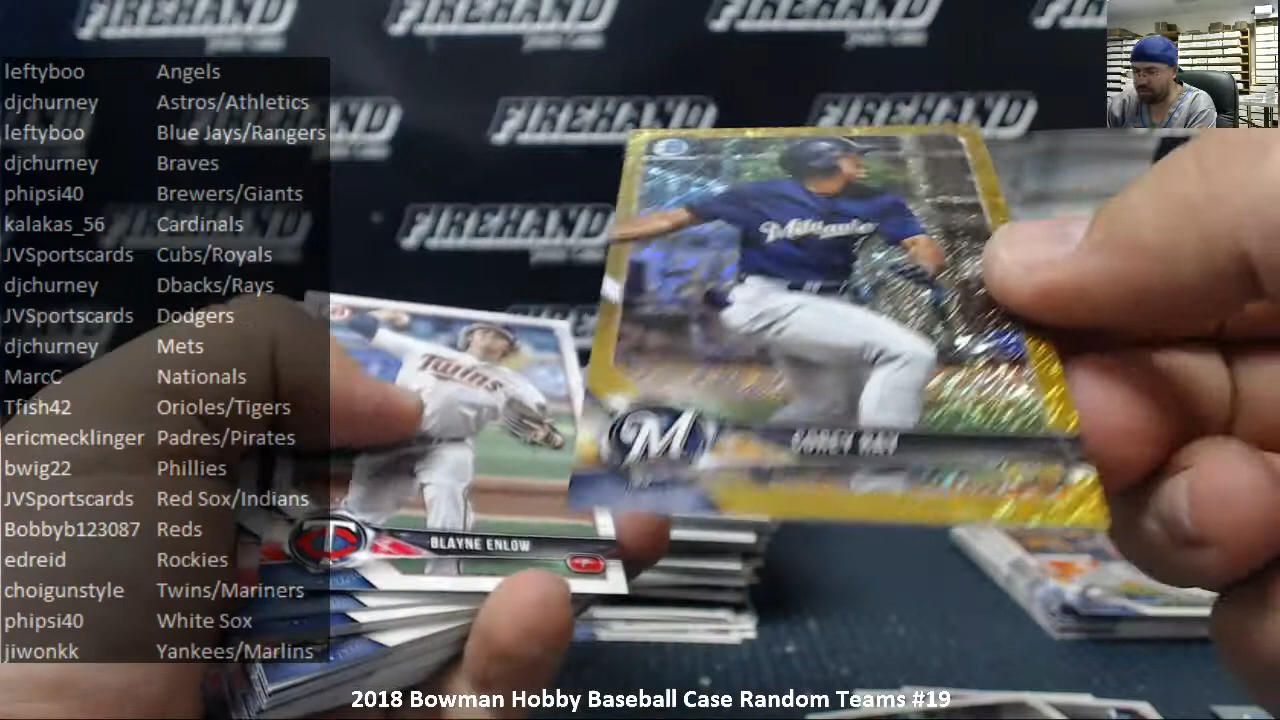 FIREHAND FIREHAND FIREHAND
FIREHAND FIREHAND FIREHAND
FIREHAND
leftyboo Angels
djchurney Astros/Athletics
leftyboo Blue Jays/Rangers
djchurney Braves
phipsi40 Brewers/Giants
kalakas_56 Cardinals
JVSportscards Cubs/Royals
djchurney Dbacks/Rays
JVSportscards Dodgers
djchurney Mets
MarcC Nationals
Tfish42 Orioles/Tigers
ericmecklinger Padres/Pirates
bwig22 Phillies
JVSportscards Red Sox/Indians
Bobbyb123087 Reds
edreid Rockies
choigunstyle Twins/Mariners
phipsi40 White Sox
jiwonkk Yankees/Marlins
Milwaukee
M
COREY RAY
Twins
BLAYNE ENLOW
2018 Bowman Hobby Baseball Case Random Teams #19